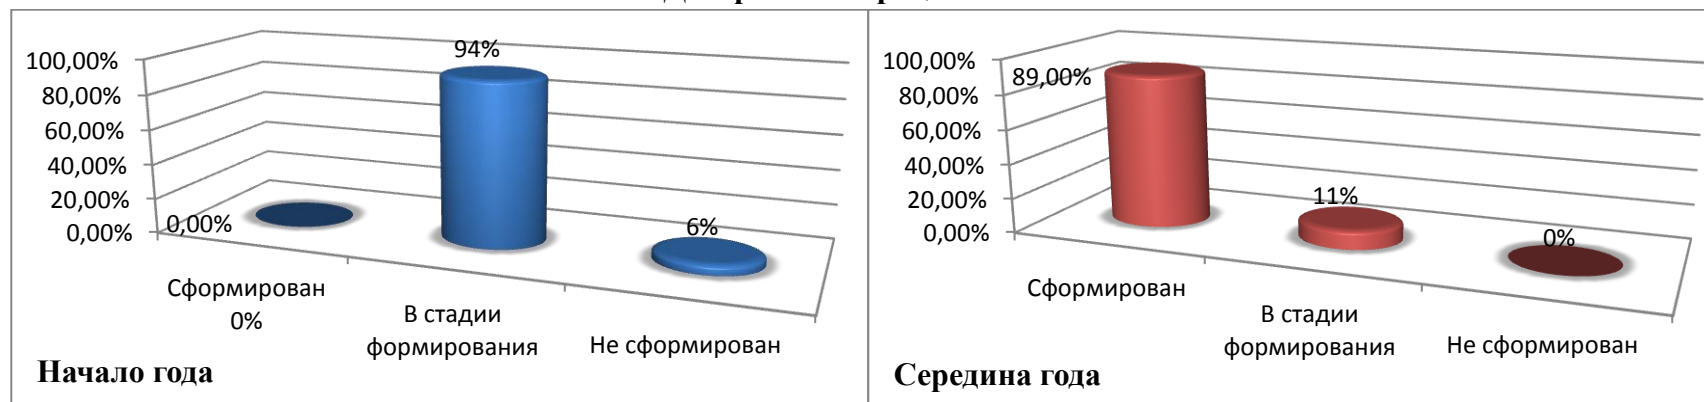 100,00%
80,00%
60,00%
40,00%
20,00%
0,00%
0,00%
94%
6%
Сформирован
0%
В стадии
формирования
Не сформирован
Начало года
100,00%
80,00%
60,00%
40,00%
20,00%
0,00%
89,00%
11%
0%
Сформирован
В стадии
формирования
Не сформирован
Середина года